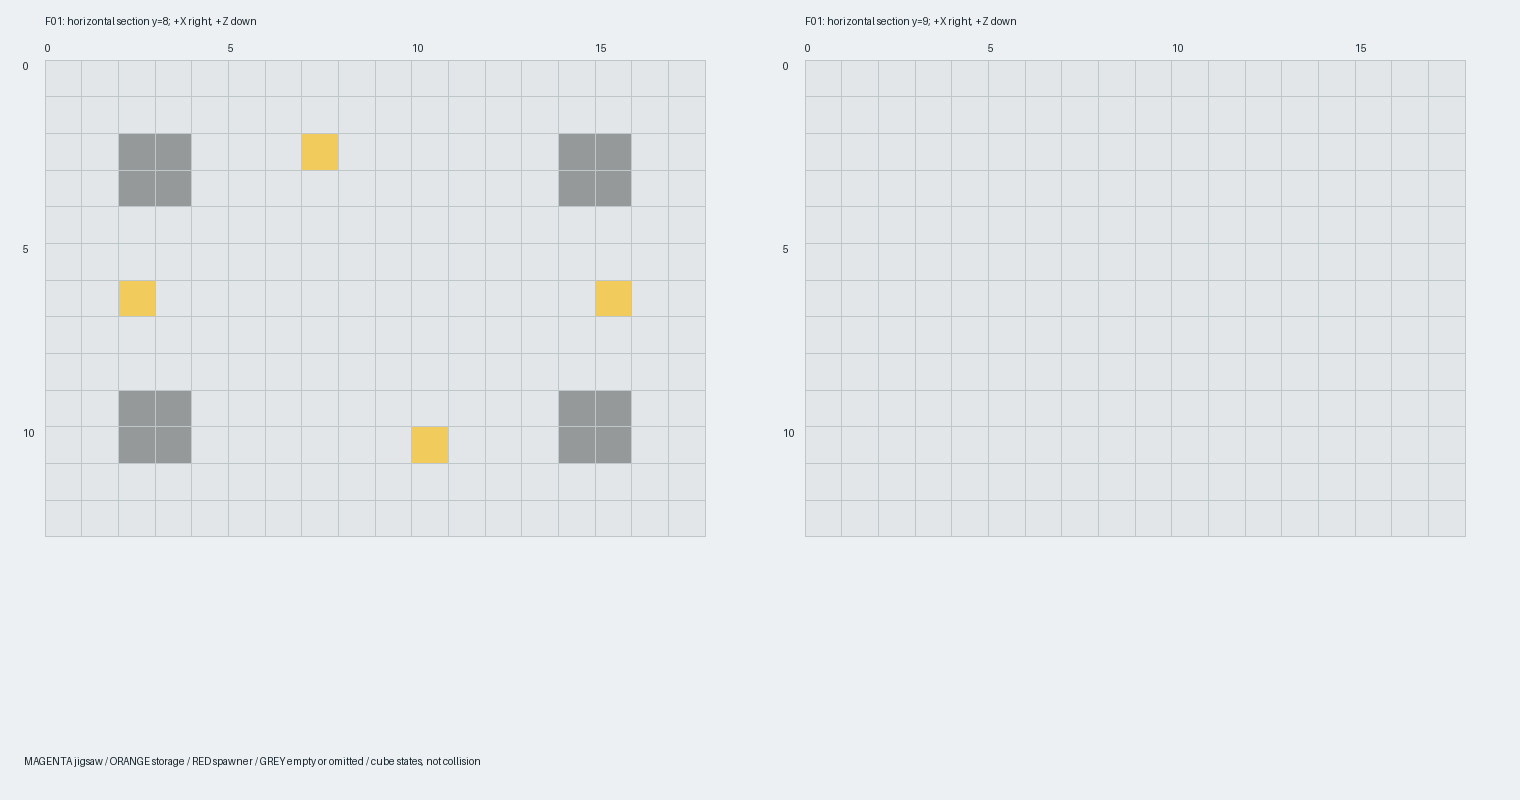 F01: horizontal section y=8; +X right, +Z down
0 5 10 15
0
5
10
F01: horizontal section y=9; +X right, +Z down
0 5 10 15
0
5
10
MAGENTA jigsaw / ORANGE storage / RED spawner / GREY empty or omitted / cube states, not collision